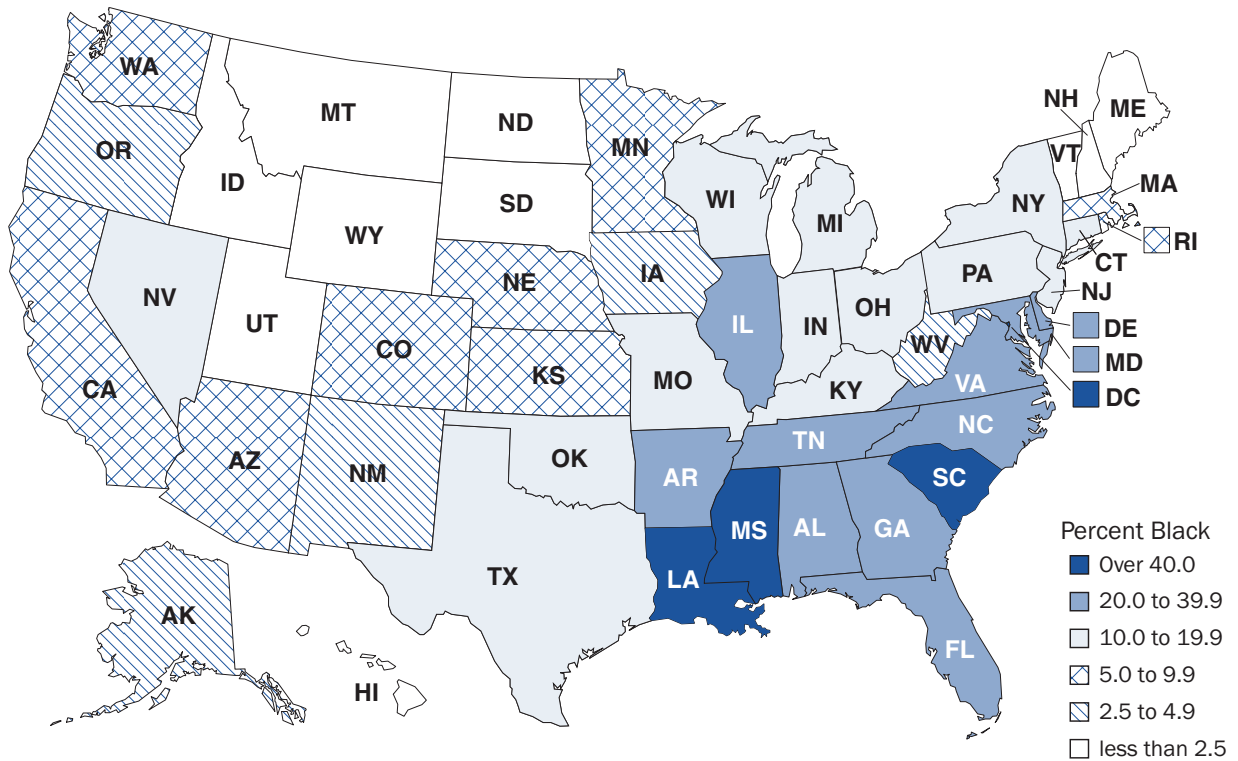 WA
MT
ND
MN
OR
ID
SD
WY
WI
MI
NH
ME
VT
MA
NY
RI
CT
NV
UT
NE
IA
PA
NJ
CO
KS
IL
IN
OH
DE
MD
DC
WV
CA
MO
KY
VA
AZ
NM
OK
AR
TN
NC
SC
TX
LA
MS
AL
GA
FL
AK
HI
Percent Black
Over 40.0
20.0 to 39.9
10.0 to 19.9
5.0 to 9.9
2.5 to 4.9
less than 2.5